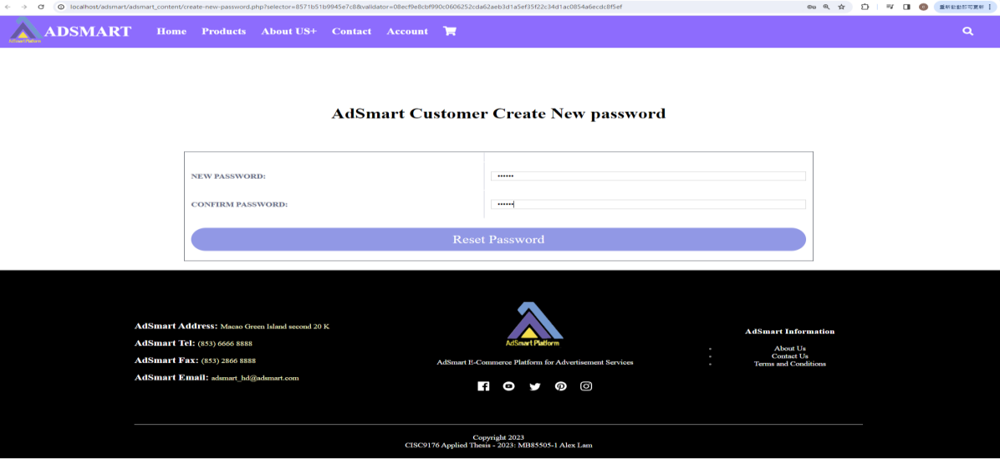 localhost/adsmart/adsmart_content/create-new-password.php?selector=8571b51b9945e7c8&validator=08ecf9e8cbf990c0606252cda62aeb3d1a5ef35f22c34d1ac0854a6ecdc8f5ef
重新啟動即可更新
AdSmart Platform
ADSMART Home Products About US+ Contact Account
AdSmart Customer Create New password
NEW PASSWORD: ••••••
CONFIRM PASSWORD: ••••••
Reset Password
AdSmart Address: Macao Green Island second 20 K
AdSmart Tel: (853) 6666 8888
AdSmart Fax: (853) 2866 8888
AdSmart Email: adsmart_hd@adsmart.com
AdSmart Platform
AdSmart E-Commerce Platform for Advertisement Services
AdSmart Information
About Us
Contact Us
Terms and Conditions
Copyright 2023
CISC9176 Applied Thesis - 2023: MB85505-1 Alex Lam